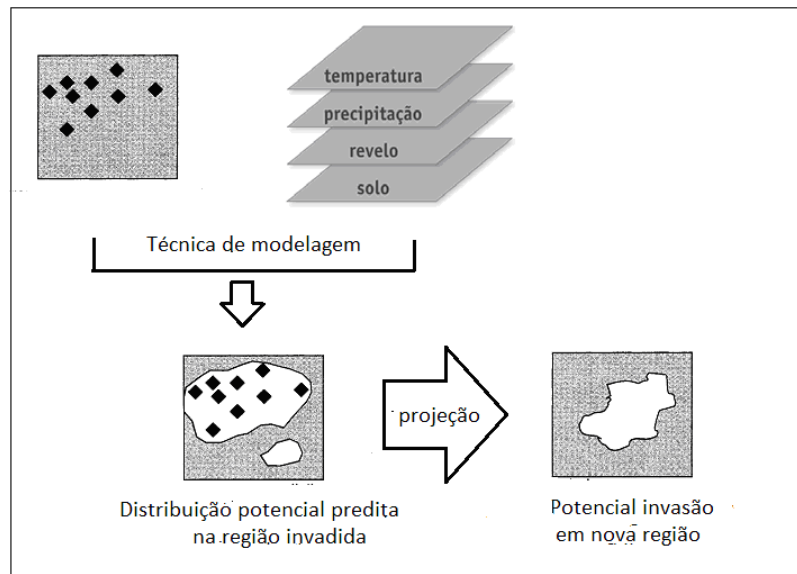 temperatura
precipitação
revelo
solo
Técnica de modelagem
projeção
Distribuição potencial predita
na região invadida
Potencial invasão
em nova região